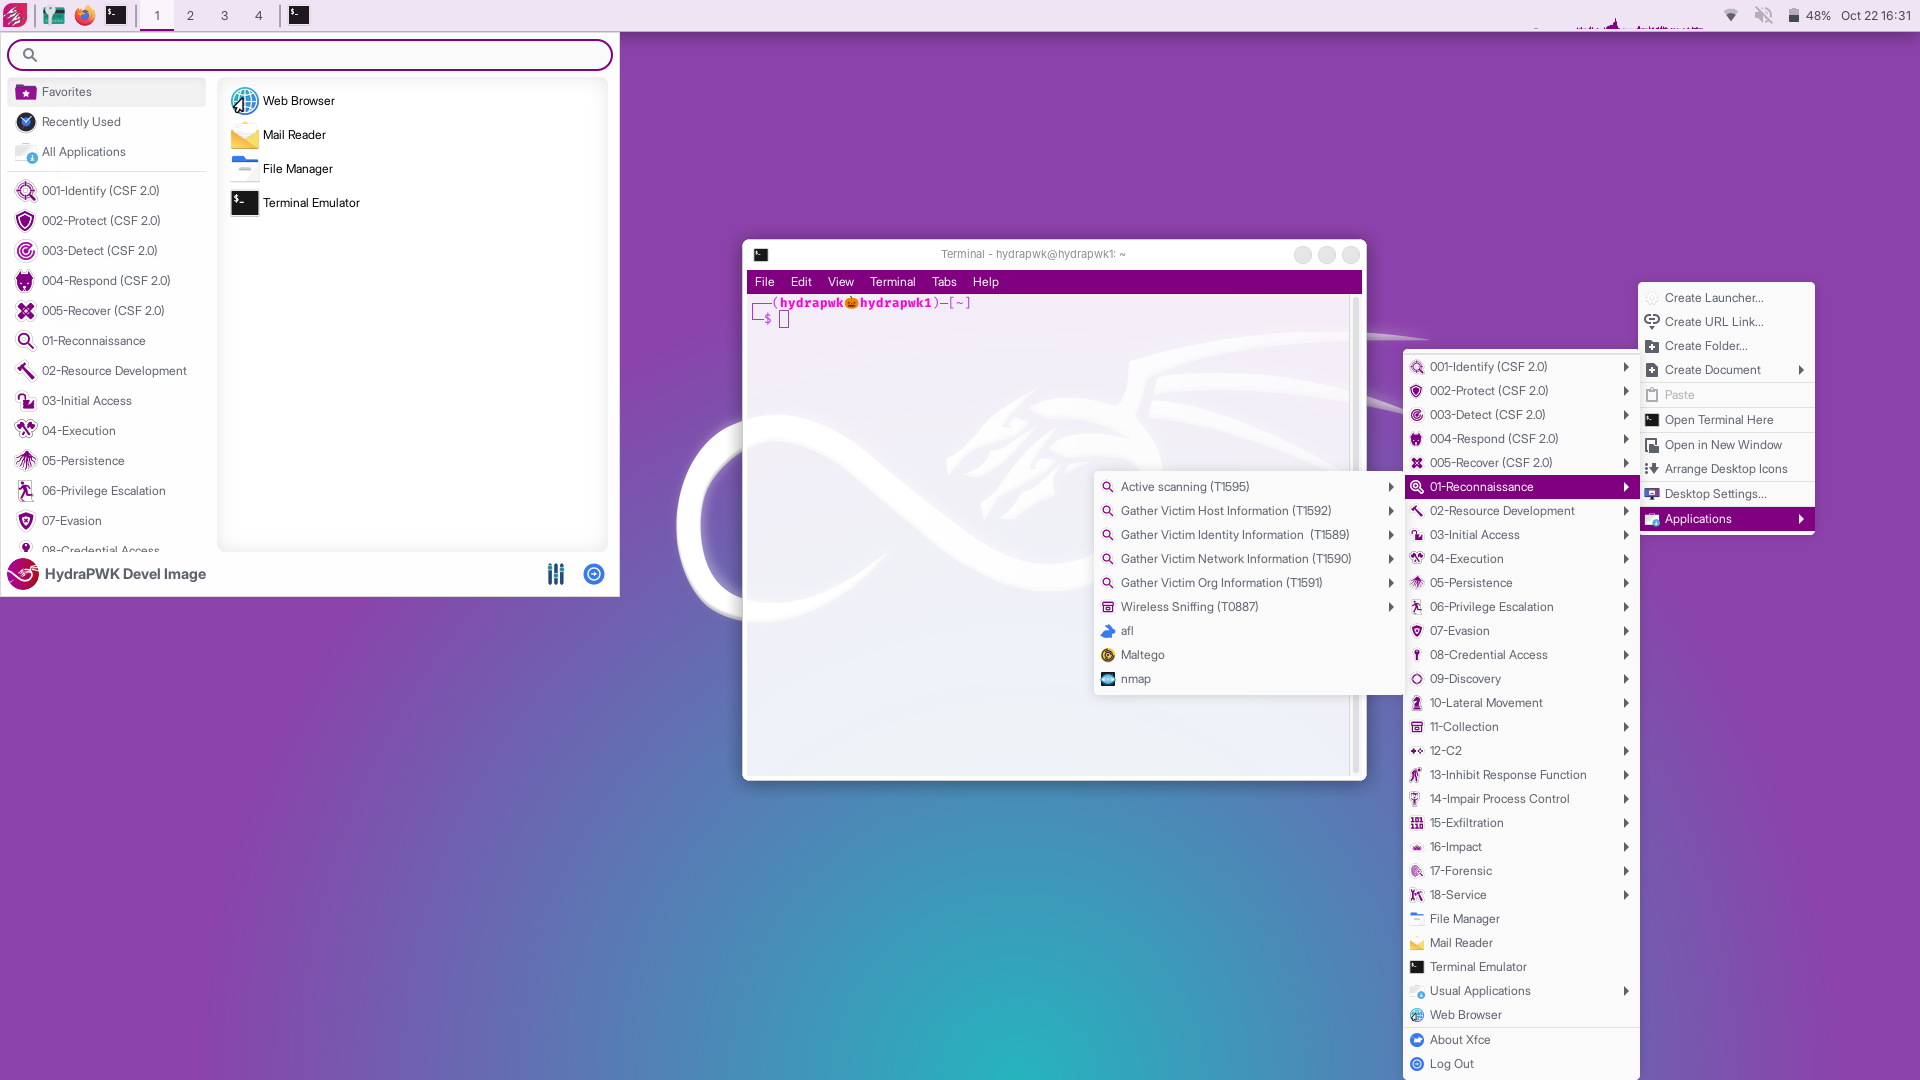 1 2 3 4
48% Oct 22 16:31
Favorites
Recently Used
All Applications
001-Identify (CSF 2.0)
002-Protect (CSF 2.0)
003-Detect (CSF 2.0)
004-Respond (CSF 2.0)
005-Recover (CSF 2.0)
01-Reconnaissance
02-Resource Development
03-Initial Access
04-Execution
05-Persistence
06-Privilege Escalation
07-Evasion
08-Credential Access
HydraPWK Devel Image
Web Browser
Mail Reader
File Manager
Terminal Emulator
Terminal - hydrapwk@hydrapwk1: ~
File Edit View Terminal Tabs Help
┌──(hydrapwk🎃hydrapwk1)-[~]
└─$
Active scanning (T1595)
Gather Victim Host Information (T1592)
Gather Victim Identity Information (T1589)
Gather Victim Network Information (T1590)
Gather Victim Org Information (T1591)
Wireless Sniffing (T0887)
afl
Maltego
nmap
001-Identify (CSF 2.0)
002-Protect (CSF 2.0)
003-Detect (CSF 2.0)
004-Respond (CSF 2.0)
005-Recover (CSF 2.0)
01-Reconnaissance
02-Resource Development
03-Initial Access
04-Execution
05-Persistence
06-Privilege Escalation
07-Evasion
08-Credential Access
09-Discovery
10-Lateral Movement
11-Collection
12-C2
13-Inhibit Response Function
14-Impair Process Control
15-Exfiltration
16-Impact
17-Forensic
18-Service
File Manager
Mail Reader
Terminal Emulator
Usual Applications
Web Browser
About Xfce
Log Out
Create Launcher...
Create URL Link...
Create Folder...
Create Document
Paste
Open Terminal Here
Open in New Window
Arrange Desktop Icons
Desktop Settings...
Applications